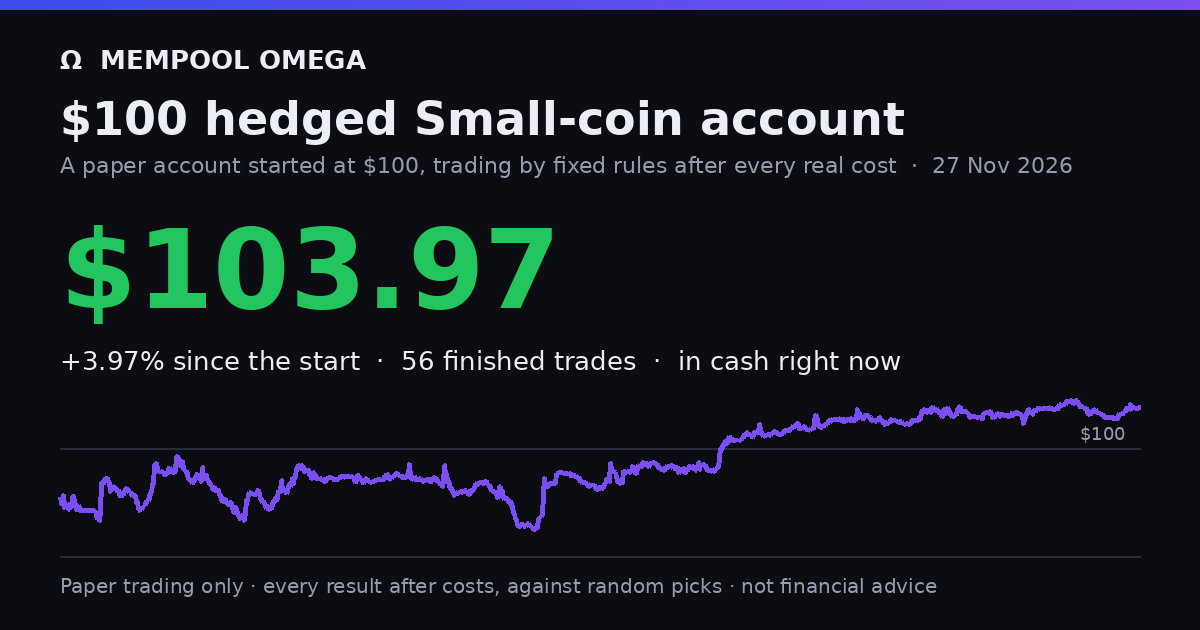 Ω MEMPOOL OMEGA
$100 hedged Small-coin account
A paper account started at $100, trading by fixed rules after every real cost · 27 Nov 2026
$103.97
+3.97% since the start · 56 finished trades · in cash right now
$100
Paper trading only · every result after costs, against random picks · not financial advice